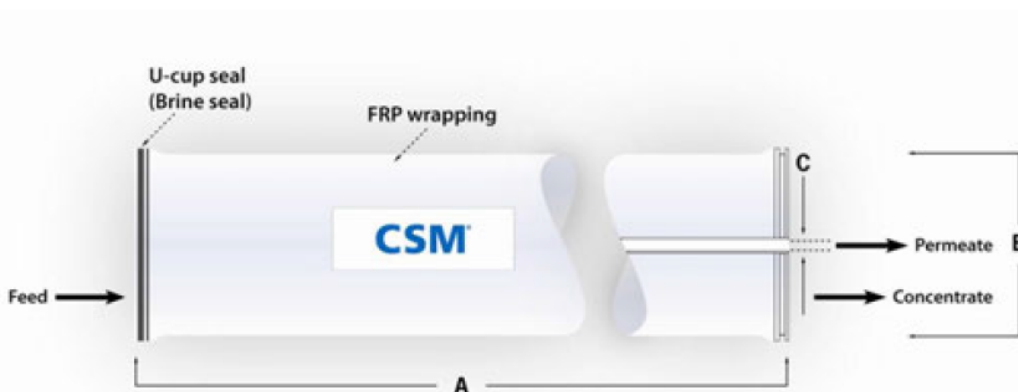 U-cup seal
(Brine seal)
FRP wrapping
C
CSM
Permeate
Feed
Concentrate
A